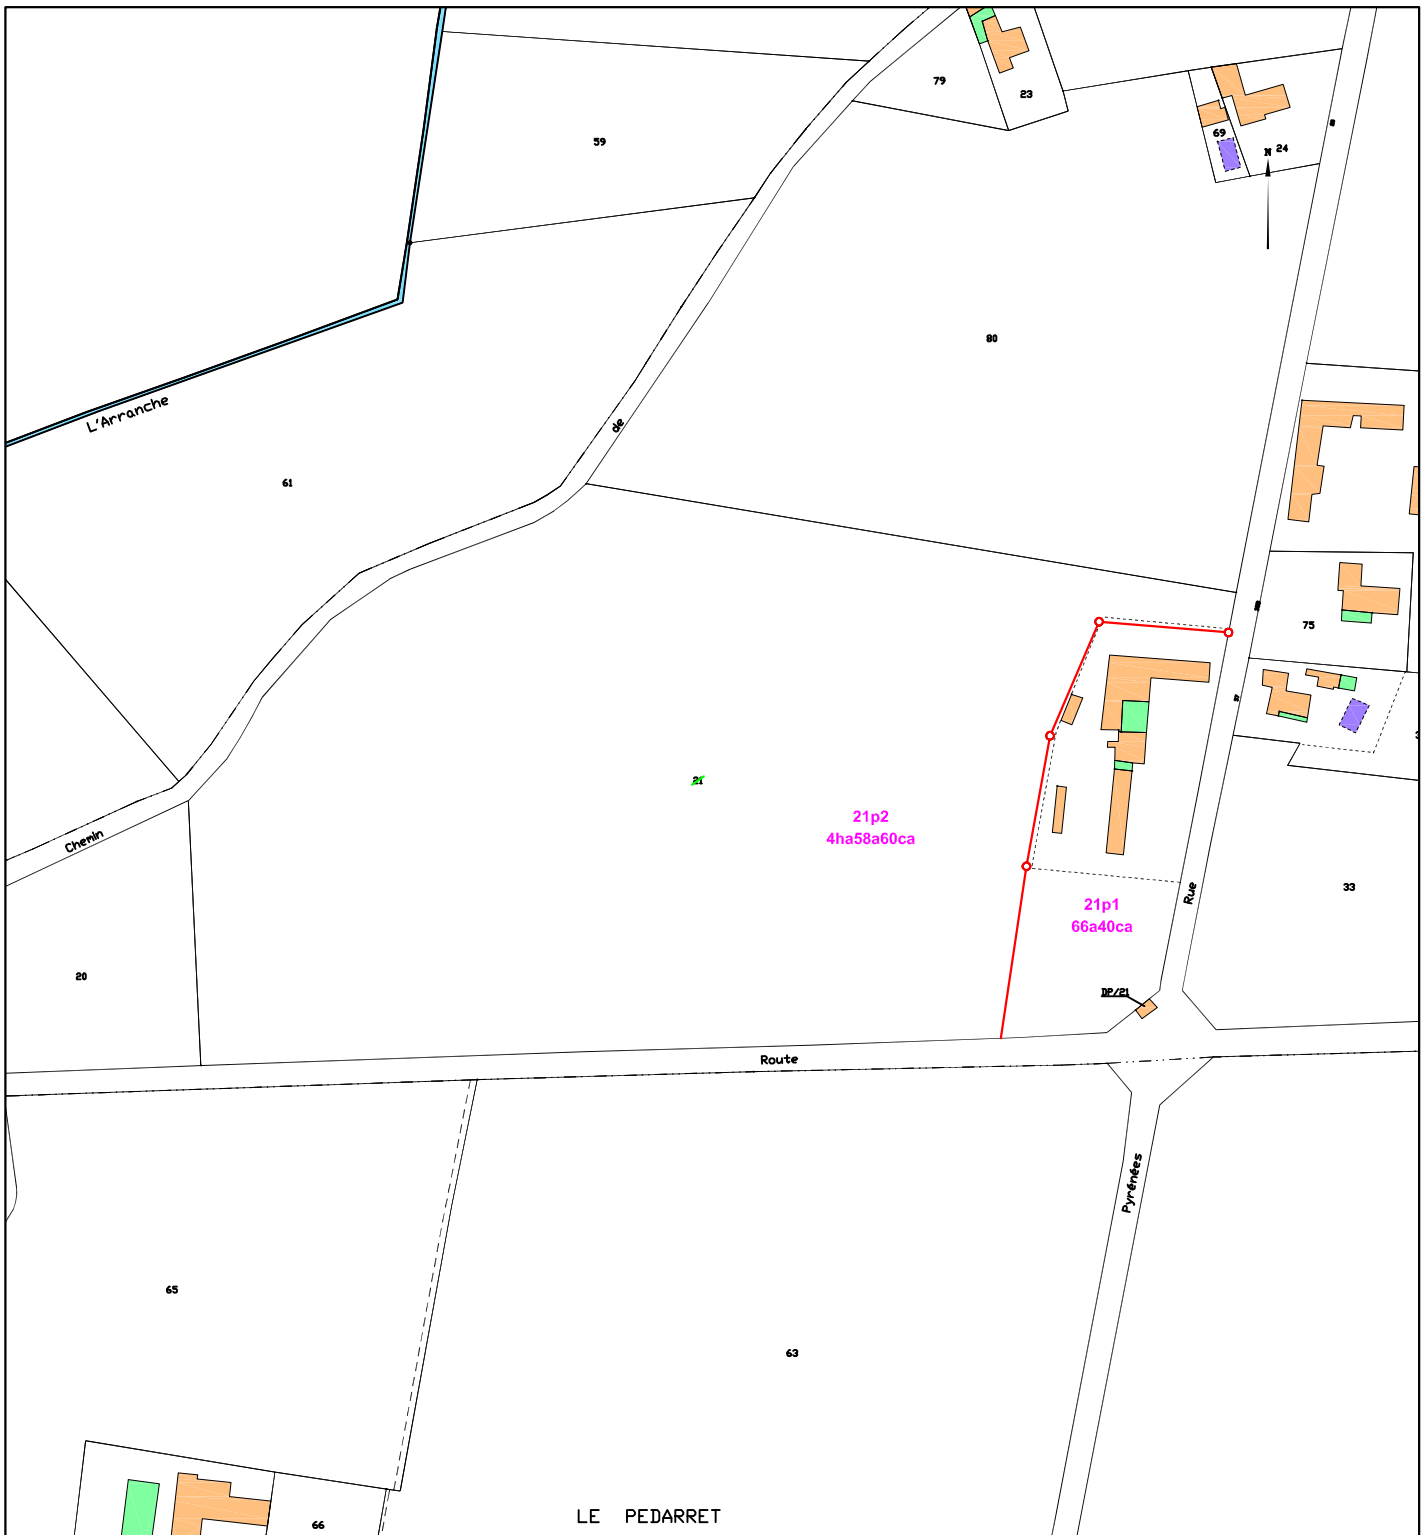 79
23
59
69
N
24
80
L'Arranche
de
61
75
21
21p2
4ha58a60ca
Chemin
21p1
66a40ca
Rue
33
20
DP/21
Route
Pyrénées
65
63
LE PEDARRET
66